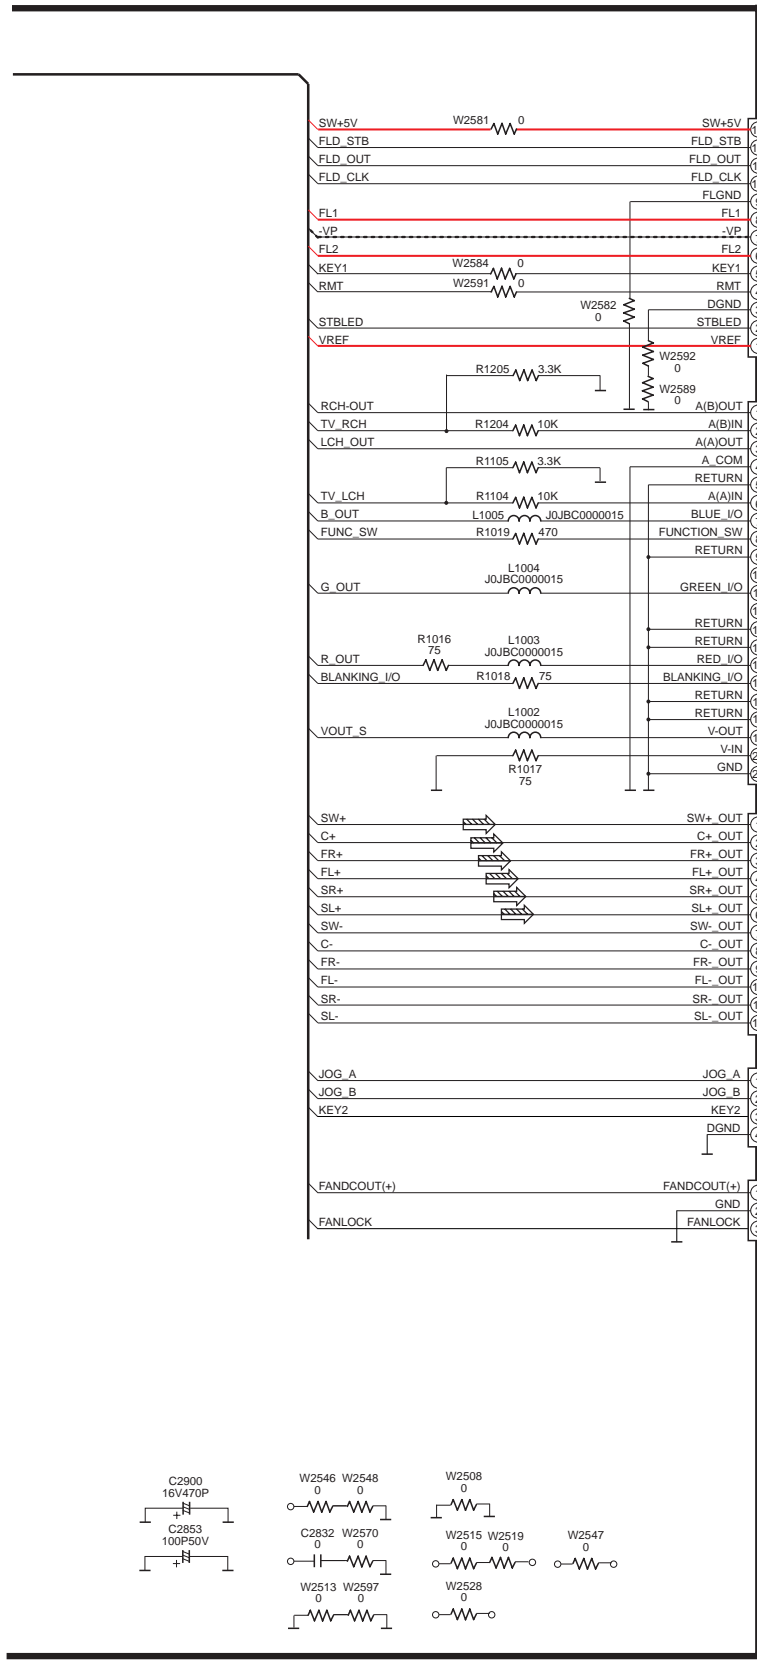 SW+5V W2581 0 SW+5V
FLD_STB FLD_STB
FLD_OUT FLD_OUT
FLD_CLK FLD_CLK
FLGND
FL1 FL1
-VP -VP
FL2 FL2
KEY1 W2584 0 KEY1
RMT W2591 0 RMT
W2582
0
DGND
STBLED STBLED
VREF VREF
W2592
0
R1205 3.3K
W2589
0
RCH-OUT A(B)OUT
TV_RCH R1204 10K A(B)IN
LCH_OUT A(A)OUT
R1105 3.3K A_COM
RETURN
TV_LCH R1104 10K A(A)IN
B_OUT L1005 J0JBC0000015 BLUE_I/O
FUNC_SW R1019 470 FUNCTION_SW
RETURN
L1004
J0JBC0000015
G_OUT GREEN_I/O
RETURN
RETURN
R1016
75
L1003
J0JBC0000015
R_OUT RED_I/O
BLANKING_I/O R1018 75 BLANKING_I/O
RETURN
RETURN
L1002
J0JBC0000015
VOUT_S V-OUT
V-IN
R1017
75
GND
SW+ SW+_OUT
C+ C+_OUT
FR+ FR+_OUT
FL+ FL+_OUT
SR+ SR+_OUT
SL+ SL+_OUT
SW- SW-_OUT
C- C-_OUT
FR- FR-_OUT
FL- FL-_OUT
SR- SR-_OUT
SL- SL-_OUT
JOG_A JOG_A
JOG_B JOG_B
KEY2 KEY2
DGND
FANDCOUT(+) FANDCOUT(+)
GND
FANLOCK FANLOCK
C2900
16V470P
+
C2853
100P50V
+
W2546 W2548
0 0
C2832 W2570
0 0
W2513 W2597
0 0
W2508
0
W2515 W2519
0 0
W2528
0
W2547
0